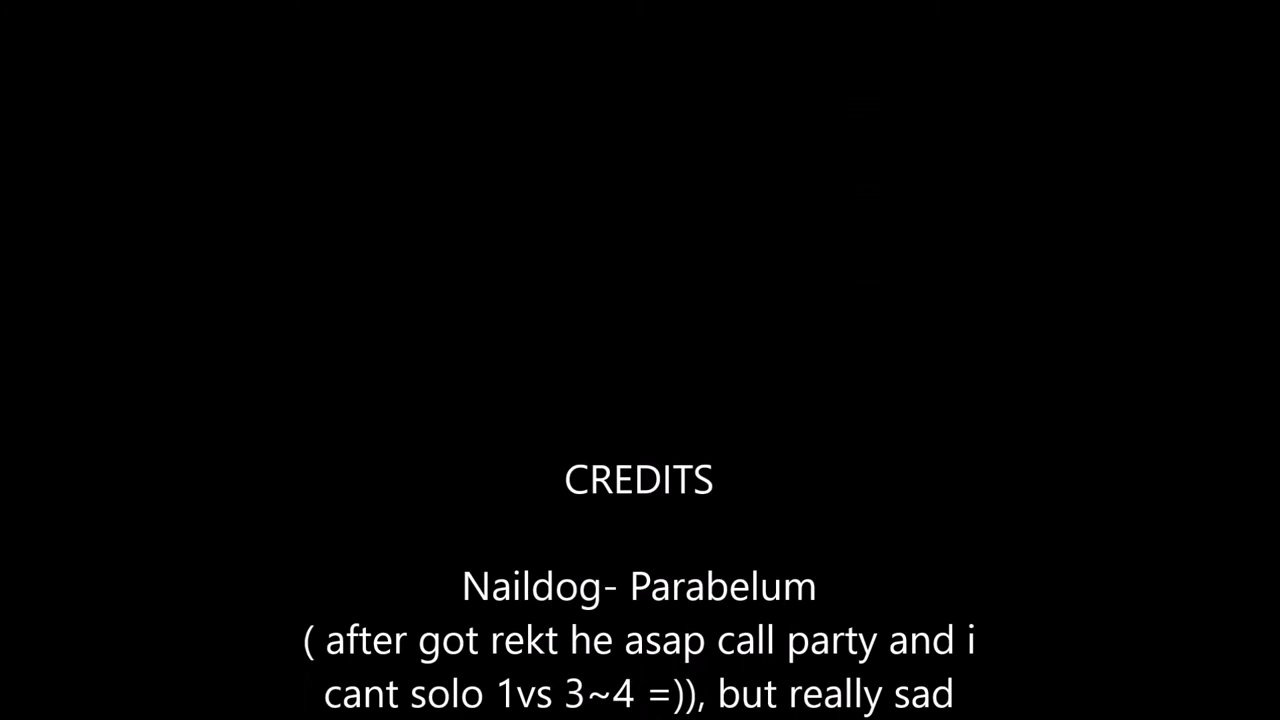 CREDITS
Naildog- Parabelum
( after got rekt he asap call party and i
cant solo 1vs 3~4 =)), but really sad